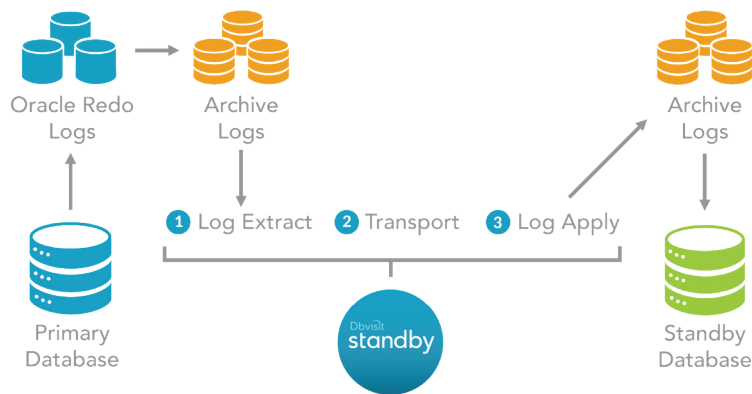 Oracle Redo
Logs
Archive
Logs
Archive
Logs
1 Log Extract
2 Transport
3 Log Apply
Primary
Database
Dbvisit
standby
Standby
Database